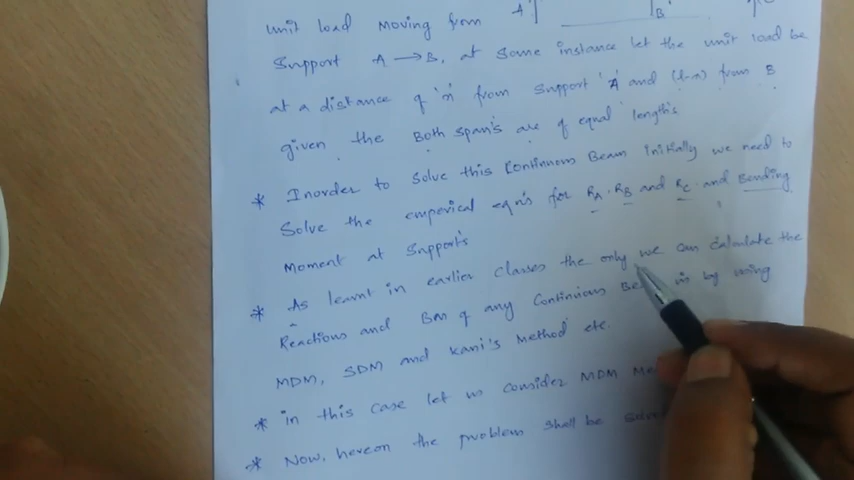 unit load moving from A B
Support A → B, at some instance let the unit load be
at a distance of 'x' from support 'A' and (l-x) from B
given the Both span's are of equal length's
* Inorder to Solve this Continuous Beam initially we need to
Solve the emperical eqn's for RA, RB and RC and Bending
Moment at Supports
* As learnt in earlier classes the only we can calculate the
Reactions and BM of any Continuous is by using
MDM, SDM and Kani's Method etc.
* in this case let us consider MDM
* Now, hereon the problem shall be